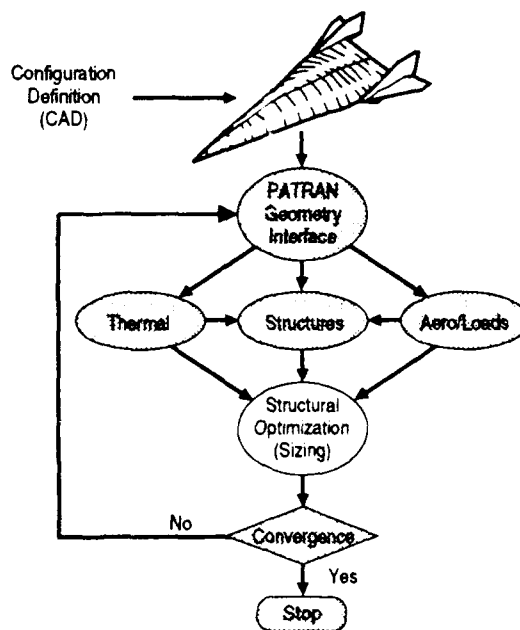 Configuration
Definition
(CAD)
PATRAN
Geometry
Interface
Thermal
Structures
Aero/Loads
Structural
Optimization
(Sizing)
No
Convergence
Yes
Stop